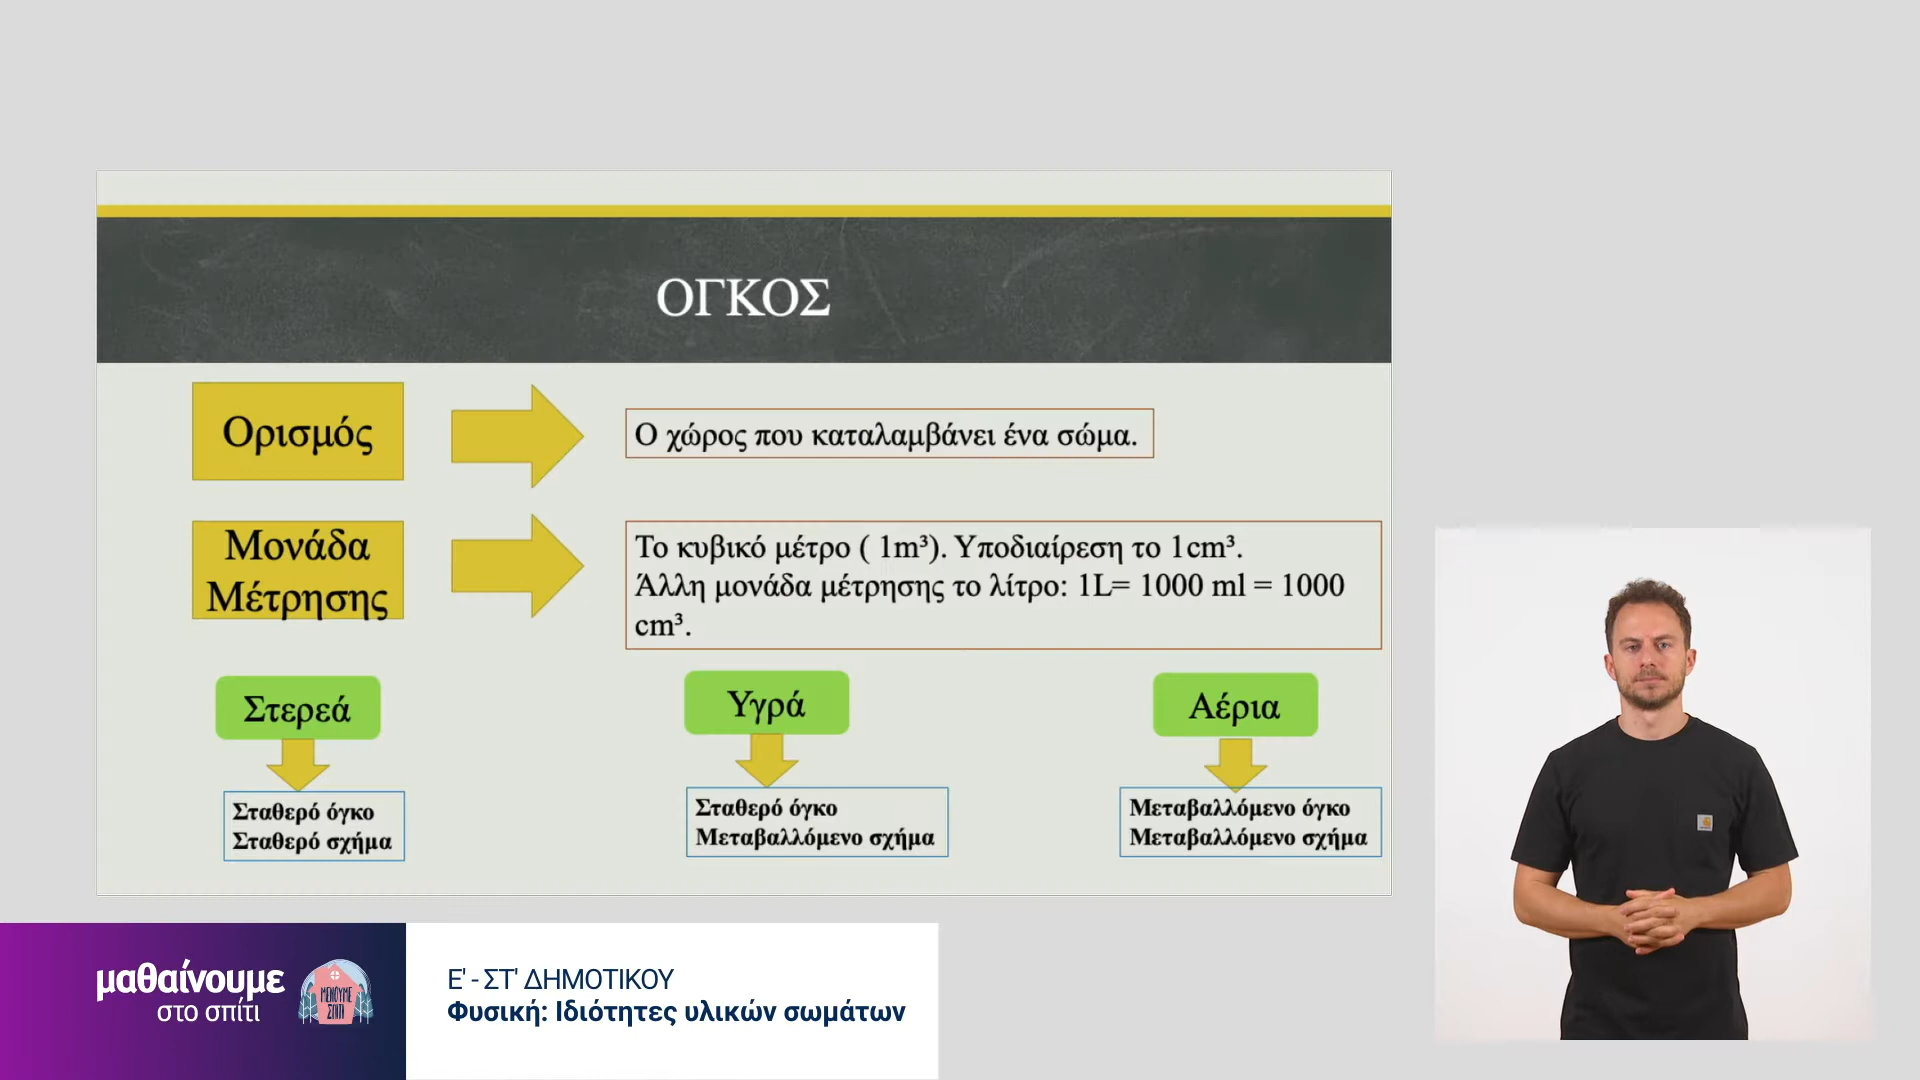 ΟΓΚΟΣ
Ορισμός
Ο χώρος που καταλαμβάνει ένα σώμα.
Μονάδα
Μέτρησης
Το κυβικό μέτρο ( 1m³). Υποδιαίρεση το 1cm³.
Άλλη μονάδα μέτρησης το λίτρο: 1L= 1000 ml = 1000
cm³.
Στερεά
Υγρά
Αέρια
Σταθερό όγκο
Σταθερό σχήμα
Σταθερό όγκο
Μεταβαλλόμενο σχήμα
Μεταβαλλόμενο όγκο
Μεταβαλλόμενο σχήμα
μαθαίνουμε
στο σπίτι
ΜΕΝΟΥΜΕ
ΣΠΙΤΙ
Ε' - ΣΤ' ΔΗΜΟΤΙΚΟΥ
Φυσική: Ιδιότητες υλικών σωμάτων